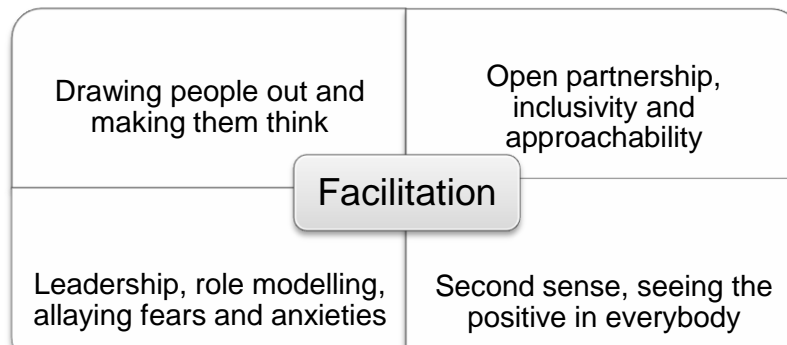 Drawing people out and
making them think
Open partnership,
inclusivity and
approachability
Facilitation
Leadership, role modelling,
allaying fears and anxieties
Second sense, seeing the
positive in everybody